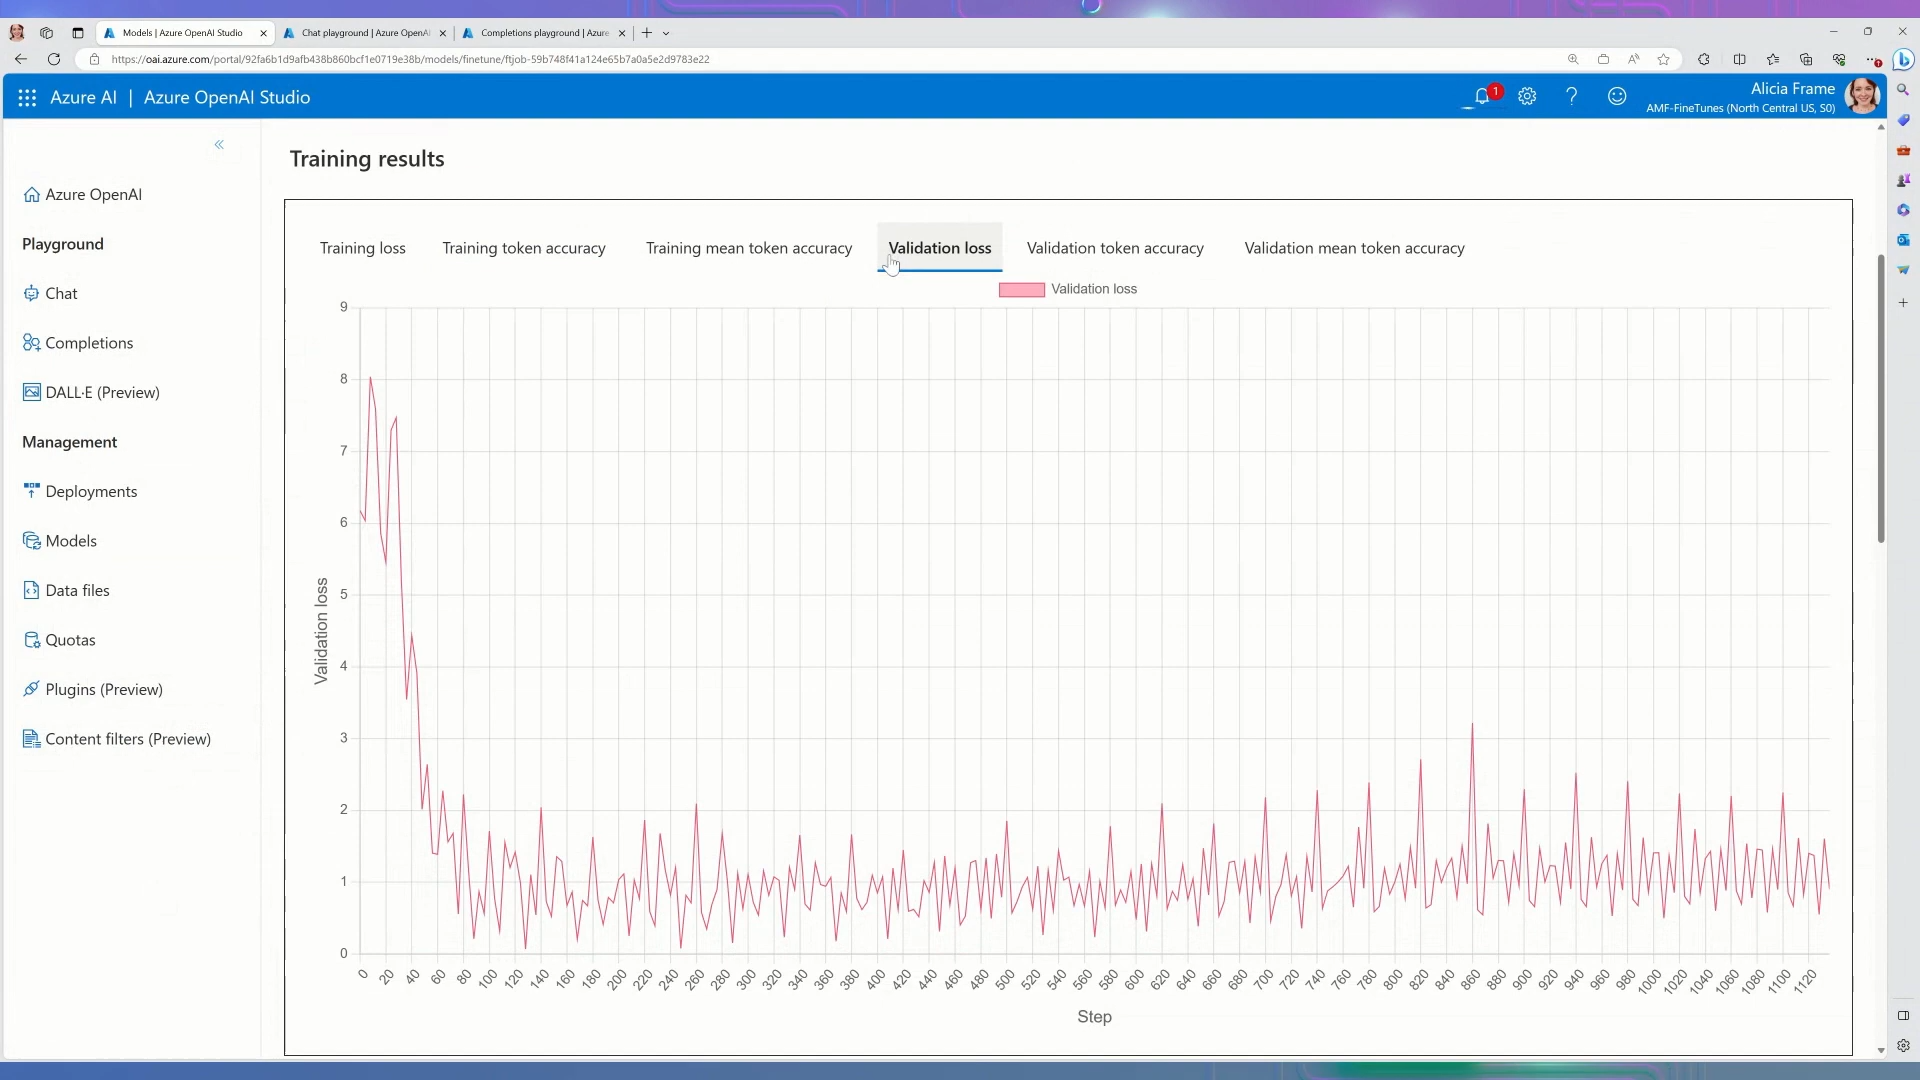 Models | Azure OpenAI Studio
Chat playground | Azure OpenAI
Completions playground | Azure
https://oai.azure.com/portal/92fa6b1d9afb438b860bcf1e0719e38b/models/finetune/ftjob-59b748f41a124e65b7a0a5e2d9783e22
Azure AI | Azure OpenAI Studio
1
Alicia Frame
AMF-FineTunes (North Central US, S0)
Azure OpenAI
Playground
Chat
Completions
DALL·E (Preview)
Management
Deployments
Models
Data files
Quotas
Plugins (Preview)
Content filters (Preview)
Training results
Training loss Training token accuracy Training mean token accuracy Validation loss Validation token accuracy Validation mean token accuracy
Validation loss
Validation loss
9
8
7
6
5
4
3
2
1
0
0 20 40 60 80 100 120 140 160 180 200 220 240 260 280 300 320 340 360 380 400 420 440 460 480 500 520 540 560 580 600 620 640 660 680 700 720 740 760 780 800 820 840 860 880 900 920 940 960 980 1000 1020 1040 1060 1080 1100 1120
Step